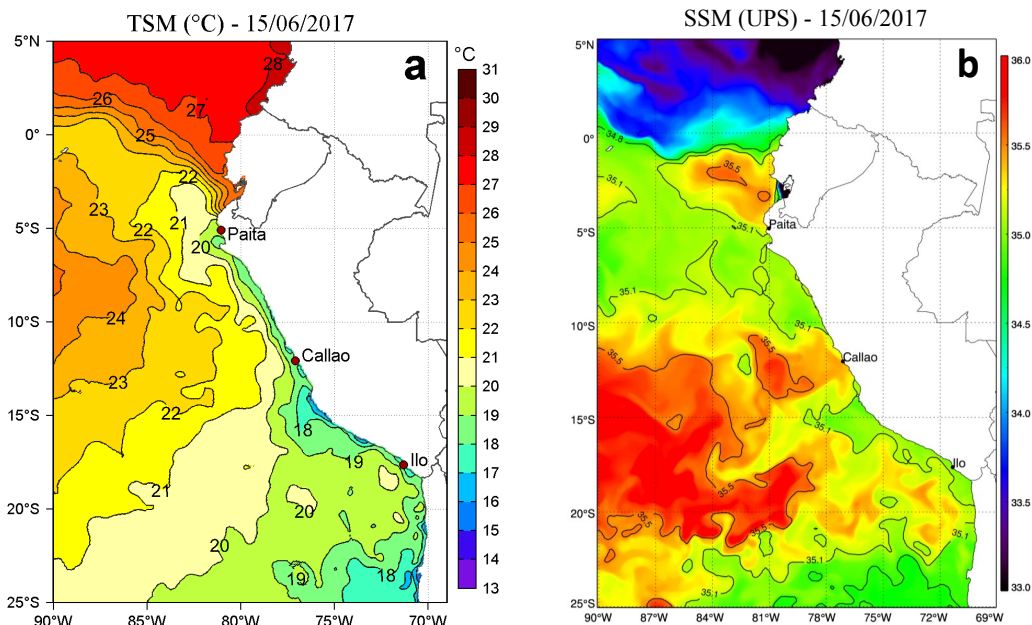 TSM (°C) - 15/06/2017
a
°C
5°N
0°
5°S
10°S
15°S
20°S
25°S
90°W
85°W
80°W
75°W
70°W
28
27
26
25
22
23
22
21
20
24
23
22
21
20
18
19
20
19
18
Paita
Callao
Ilo
31
30
29
28
27
26
25
24
23
22
21
20
19
18
17
16
15
14
13
SSM (UPS) - 15/06/2017
b
5°N
0°
5°S
10°S
15°S
20°S
25°S
90°W
87°W
84°W
81°W
78°W
75°W
72°W
69°W
34.8
35.5
35.1
35.1
35.1
35.1
35.5
35.5
35.1
35.5
35.5
35.5
35.1
35.1
35.1
Paita
Callao
Ilo
36.0
35.5
35.0
34.5
34.0
33.5
33.0